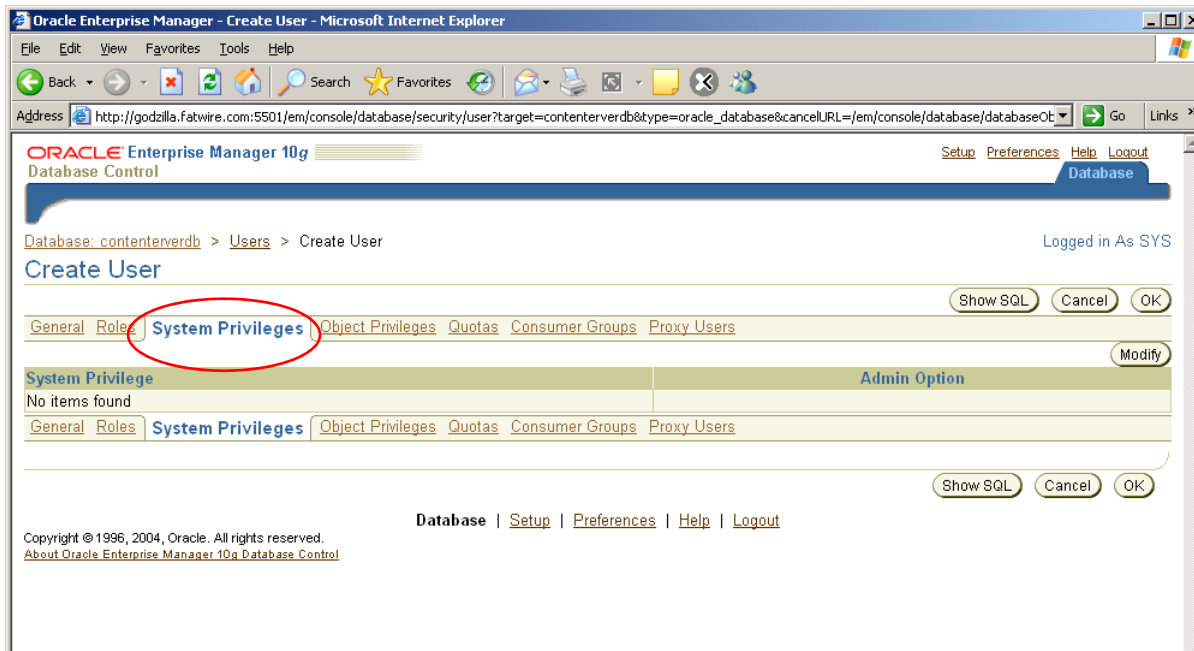 Oracle Enterprise Manager - Create User - Microsoft Internet Explorer
File Edit View Favorites Tools Help
Back Search Favorites
Address http://godzilla.fatwire.com:5501/em/console/database/security/user?target=contenterverdb&type=oracle_database&cancelURL=/em/console/database/databaseOb Go Links »
ORACLE Enterprise Manager 10g Setup Preferences Help Logout
Database Control Database
Database: contenterverdb > Users > Create User Logged in As SYS
Create User
Show SQL Cancel OK
General Roles System Privileges Object Privileges Quotas Consumer Groups Proxy Users
Modify
System Privilege Admin Option
No items found
General Roles System Privileges Object Privileges Quotas Consumer Groups Proxy Users
Show SQL Cancel OK
Database | Setup | Preferences | Help | Logout
Copyright © 1996, 2004, Oracle. All rights reserved.
About Oracle Enterprise Manager 10g Database Control